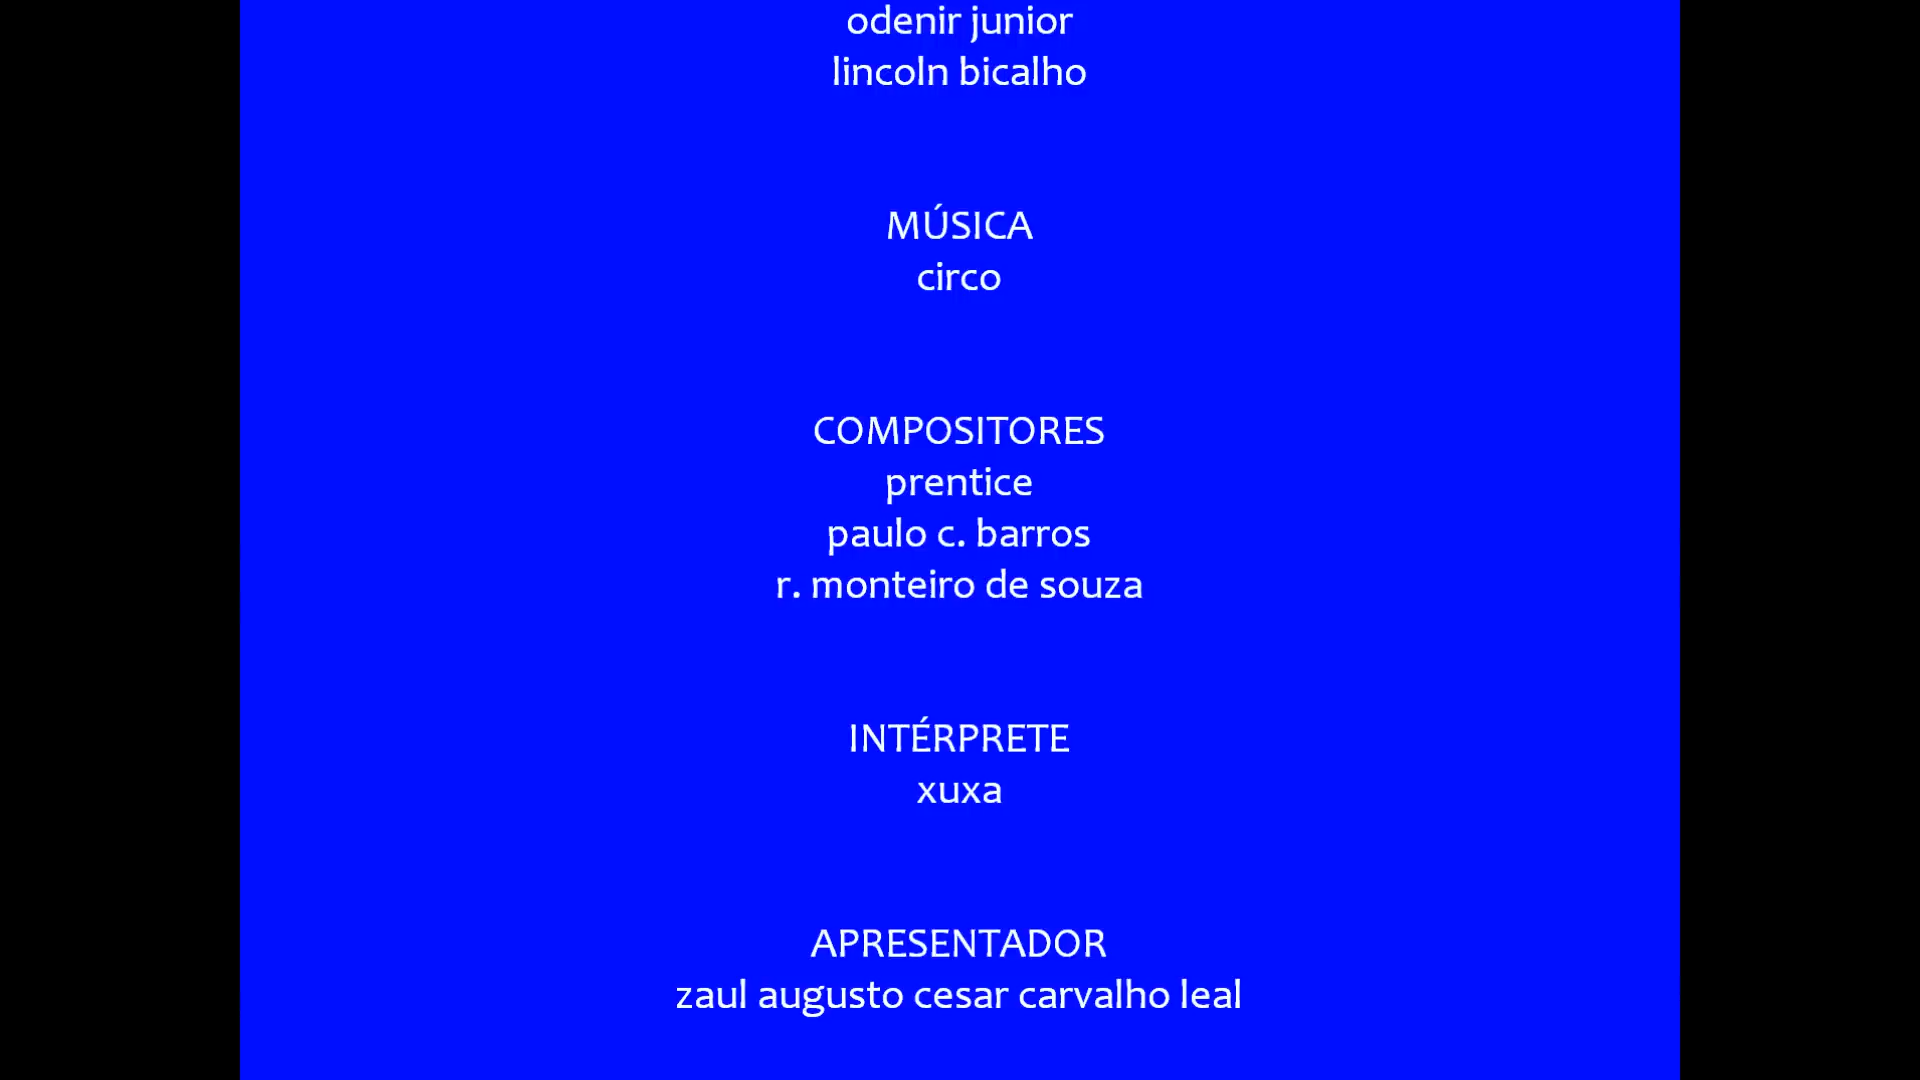 odenir junior
lincoln bicalho
MÚSICA
circo
COMPOSITORES
prentice
paulo c. barros
r. monteiro de souza
INTÉRPRETE
xuxa
APRESENTADOR
zaul augusto cesar carvalho leal